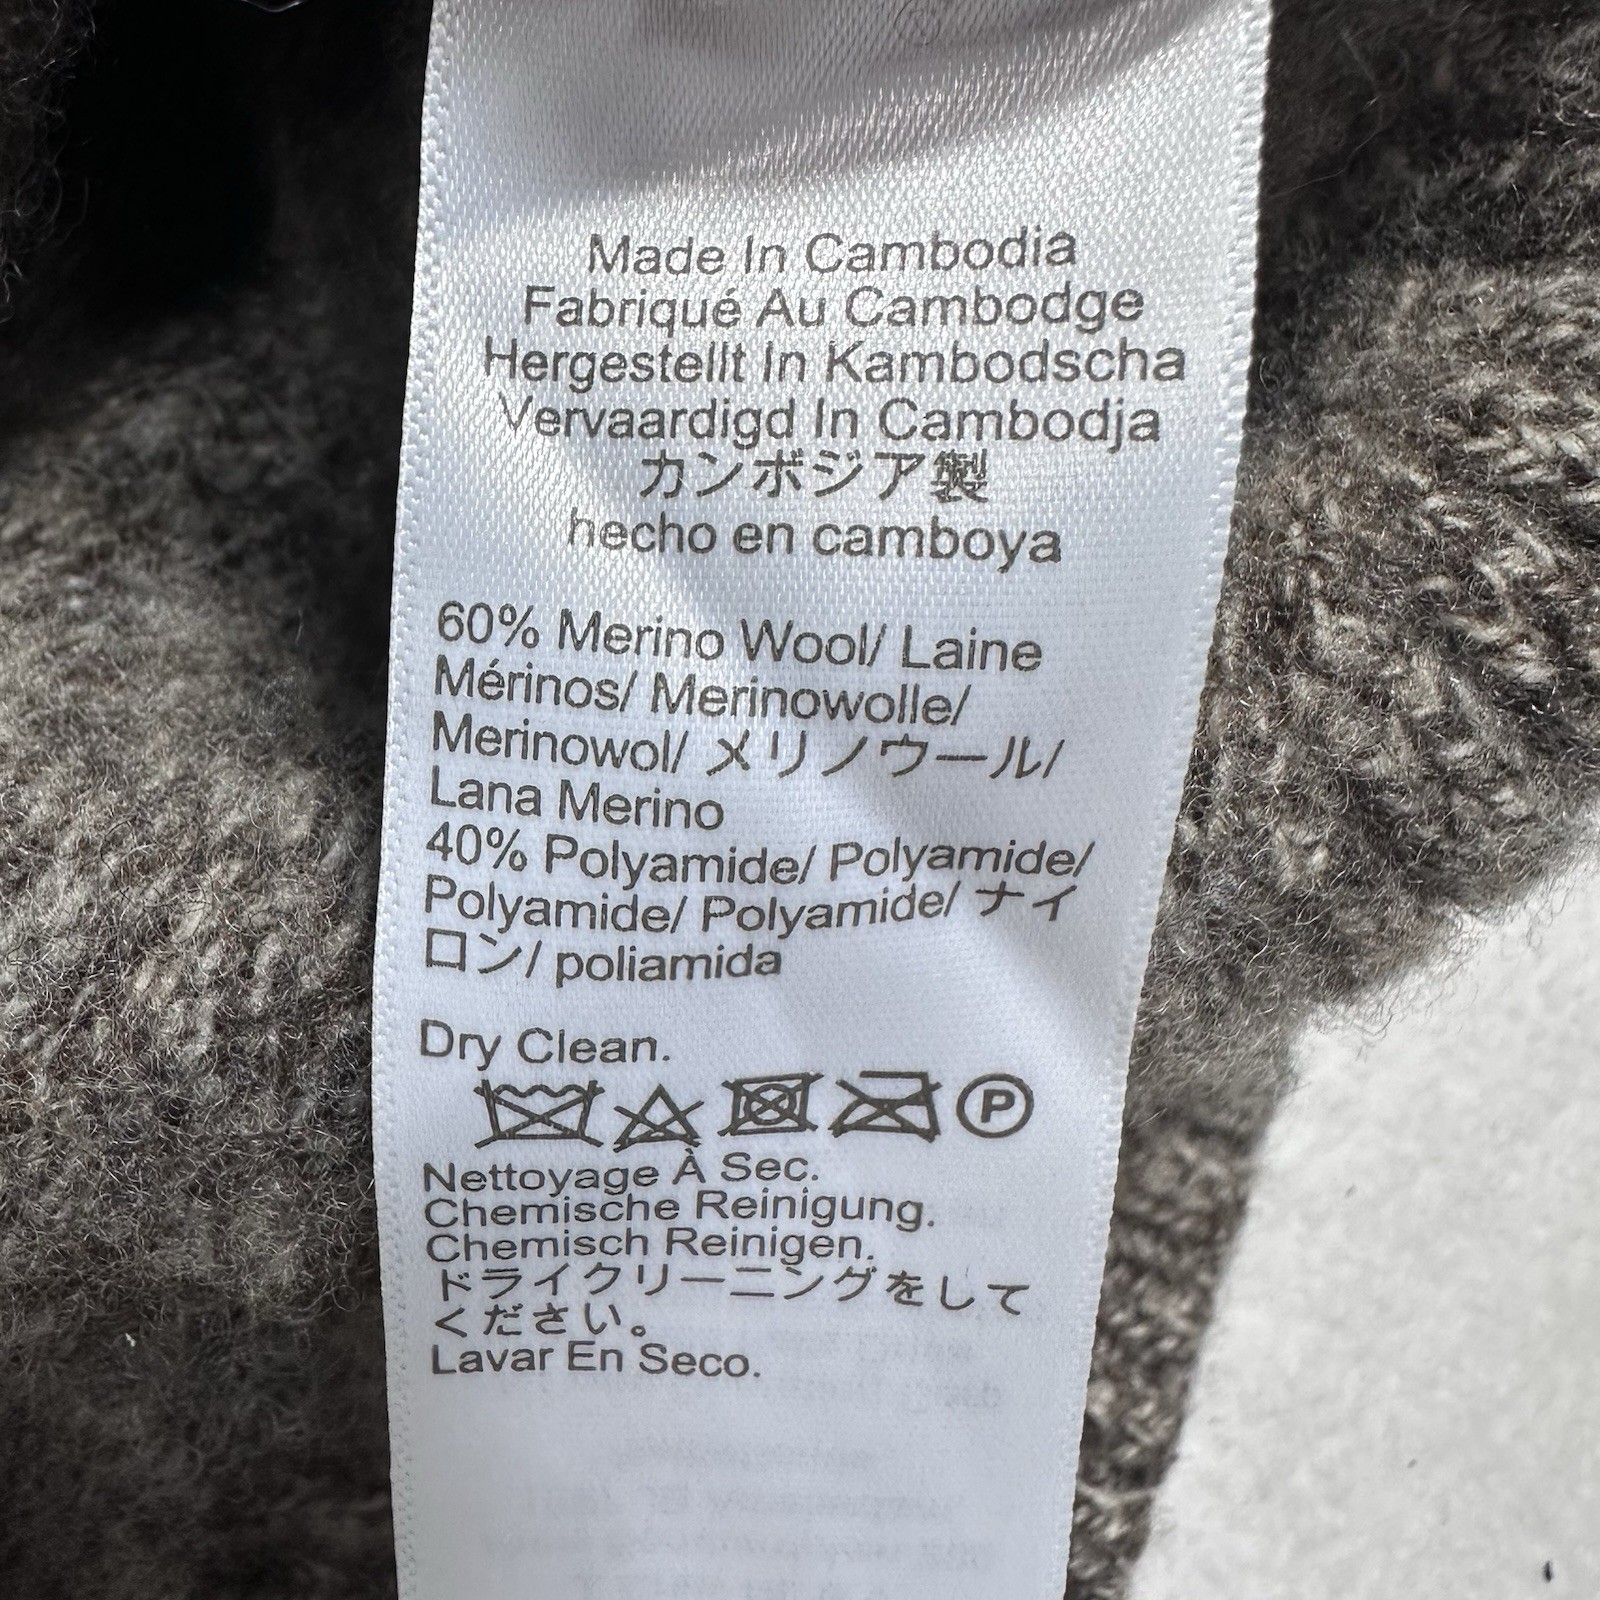 Made In Cambodia
Fabriqué Au Cambodge
Hergestellt In Kambodscha
Vervaardigd In Cambodja
カンボジア製
hecho en camboya
60% Merino Wool/ Laine
Mérinos/ Merinowolle/
Merinowol/ メリノウール/
Lana Merino
40% Polyamide/ Polyamide/
Polyamide/ Polyamide/ ナイ
ロン/ poliamida
Dry Clean.
P
Nettoyage À Sec.
Chemische Reinigung.
Chemisch Reinigen.
ドライクリーニングをして
ください。
Lavar En Seco.